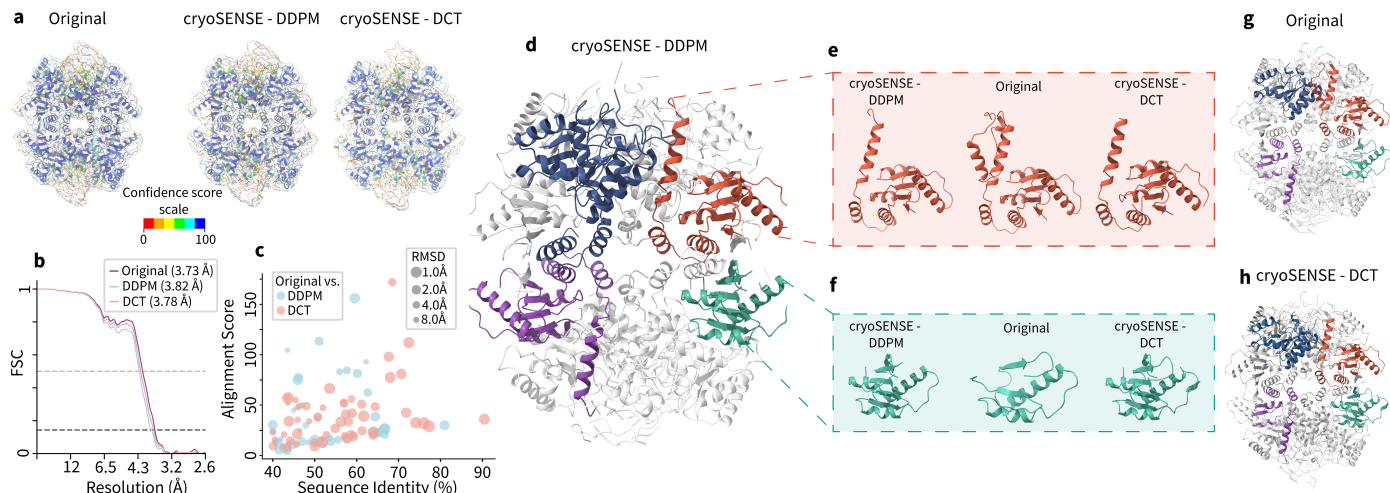 a
Original
cryoSENSE - DDPM
cryoSENSE - DCT
Confidence score
scale
0
100
b
Original (3.73 Å)
DDPM (3.82 Å)
DCT (3.78 Å)
1
FSC
0
12
6.5
4.3
3.2
2.6
Resolution (Å)
c
Original vs.
DDPM
DCT
RMSD
1.0Å
2.0Å
4.0Å
8.0Å
Alignment Score
150
100
50
0
40
50
60
70
80
90
Sequence Identity (%)
d
cryoSENSE - DDPM
e
cryoSENSE -
DDPM
Original
cryoSENSE -
DCT
f
cryoSENSE -
DDPM
Original
cryoSENSE -
DCT
g
Original
h
cryoSENSE - DCT